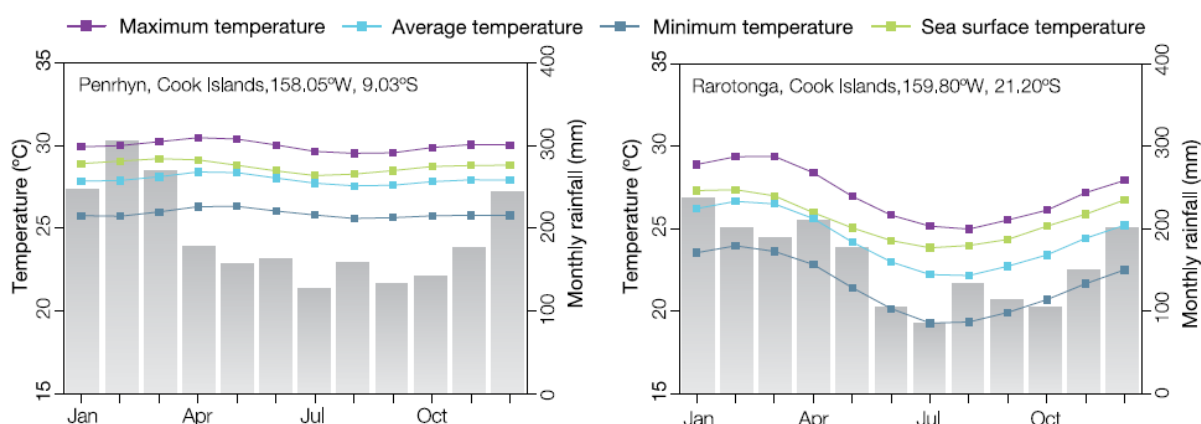 Maximum temperature Average temperature Minimum temperature Sea surface temperature
Penrhyn, Cook Islands,158.05ºW, 9.03ºS
Temperature (°C)
35
30
25
20
15
Monthly rainfall (mm)
400
300
200
100
0
Jan Apr Jul Oct
Rarotonga, Cook Islands,159.80ºW, 21.20ºS
Temperature (°C)
35
30
25
20
15
Monthly rainfall (mm)
400
300
200
100
0
Jan Apr Jul Oct